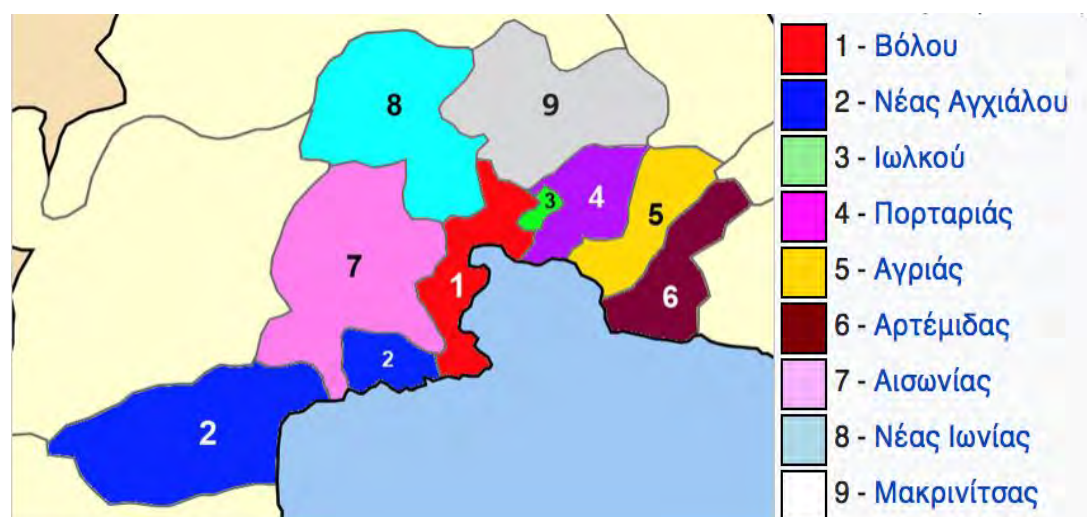 8
9
3
4
5
7
1
6
2
2
1 - Βόλου
2 - Νέας Αγχιάλου
3 - Ιωλκού
4 - Πορταριάς
5 - Αγριάς
6 - Αρτέμιδας
7 - Αισωνίας
8 - Νέας Ιωνίας
9 - Μακρινίτσας